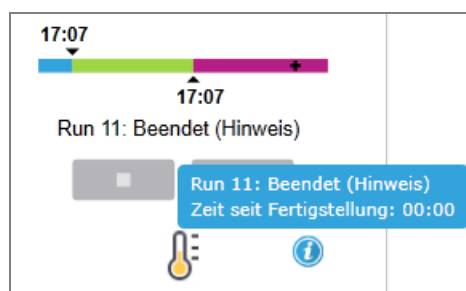 17:07
17:07
Run 11: Beendet (Hinweis)
Run 11: Beendet (Hinweis)
Zeit seit Fertigstellung: 00:00
i